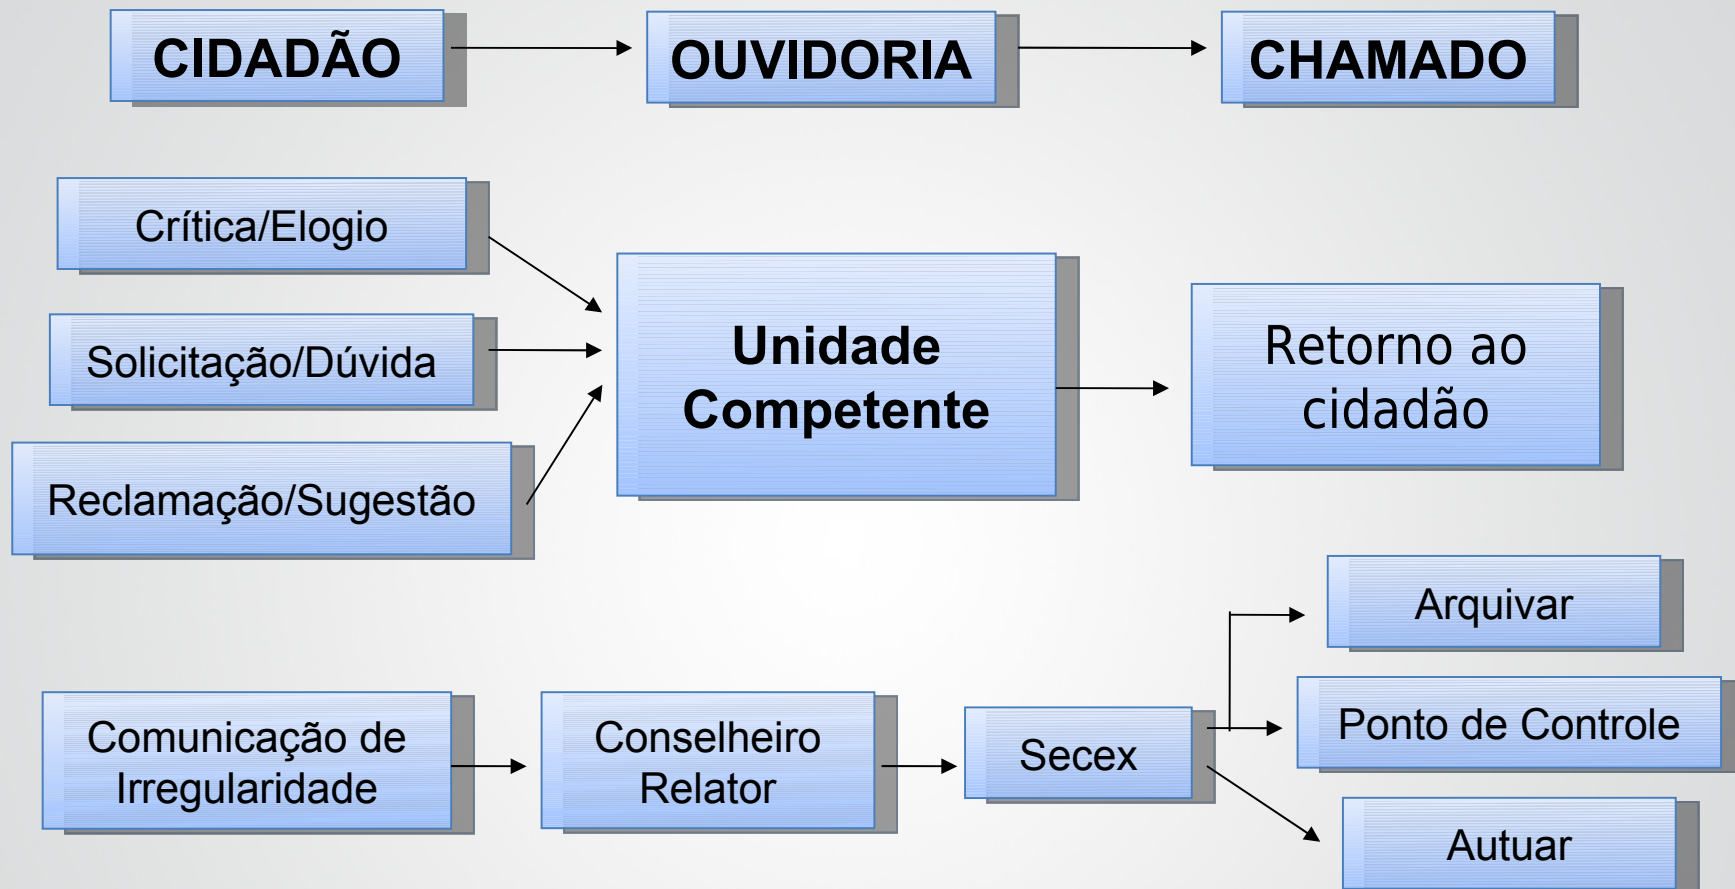 CIDADÃO
OUVIDORIA
CHAMADO
Crítica/Elogio
Solicitação/Dúvida
Reclamação/Sugestão
Unidade
Competente
Retorno ao
cidadão
Comunicação de
Irregularidade
Conselheiro
Relator
Secex
Arquivar
Ponto de Controle
Autuar